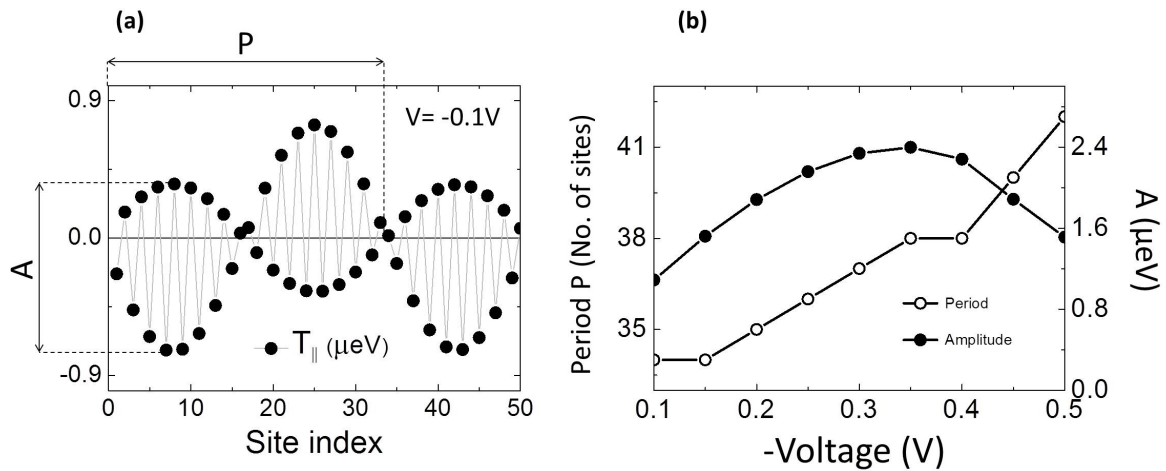 (a)
P
V= -0.1V
0.9
0.0
-0.9
A
T|| (μeV)
0 10 20 30 40 50
Site index
(b)
41
38
35
Period P (No. of sites)
2.4
1.6
0.8
0.0
A (μeV)
Period
Amplitude
0.1 0.2 0.3 0.4 0.5
-Voltage (V)